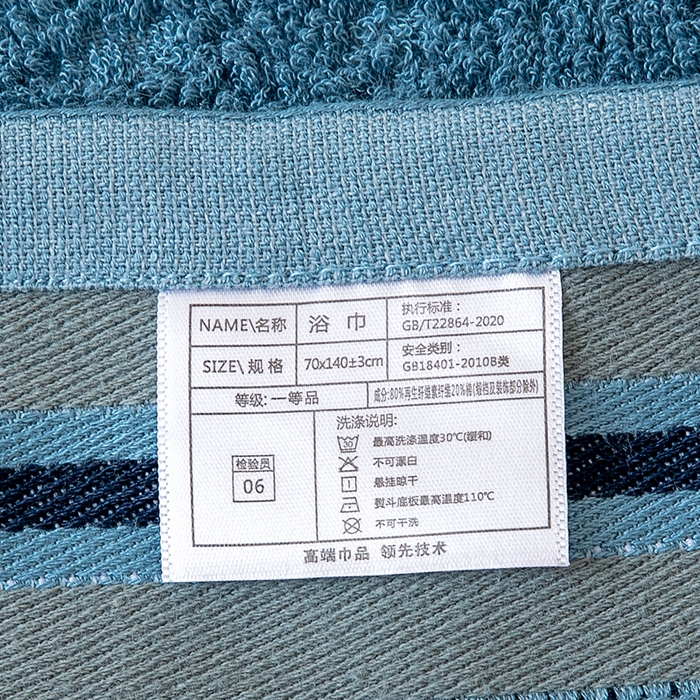 NAME\名称 浴 巾 执行标准：
GB/T22864-2020
SIZE\ 规 格 70x140±3cm 安全类别：
GB18401-2010B类
等级: 一等品 成分:80%再生纤维素纤维20%棉(缎档及装饰部分除外)
检验员
06
洗涤说明:
30 最高洗涤温度30℃(缓和)
不可漂白
悬挂晾干
熨斗底板最高温度110℃
不可干洗
高端巾品 领先技术